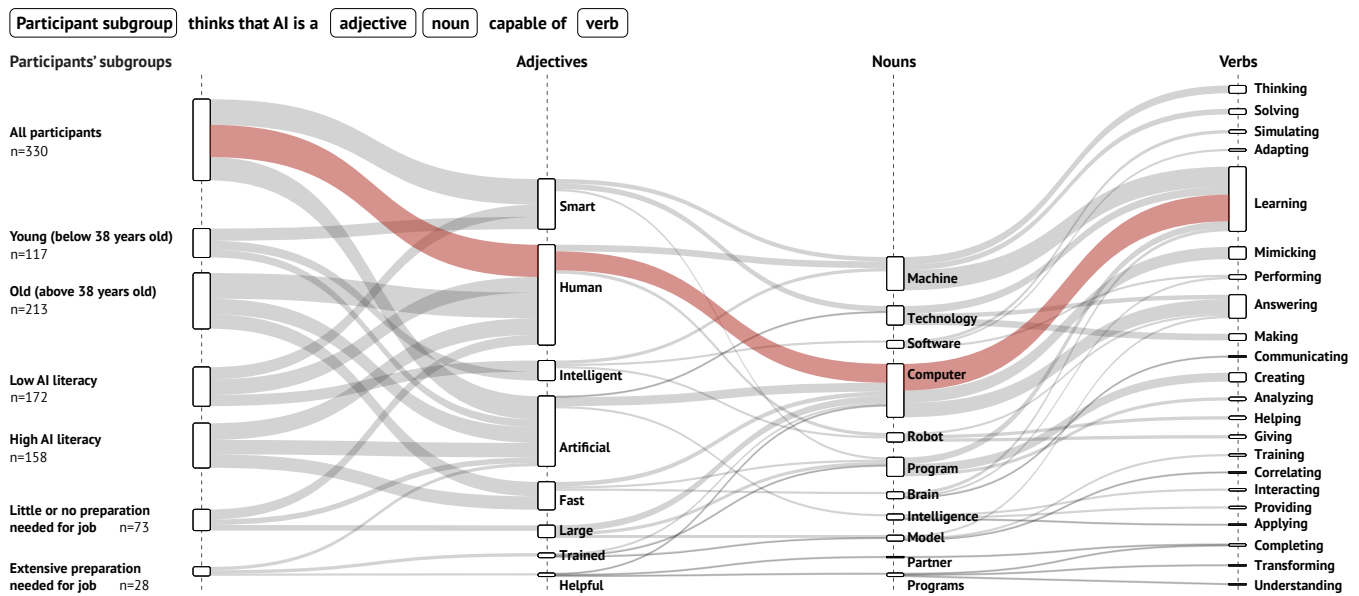 Participant subgroup thinks that AI is a adjective noun capable of verb
Participants' subgroups
Adjectives
Nouns
Verbs
All participants
n=330
Young (below 38 years old)
n=117
Old (above 38 years old)
n=213
Low AI literacy
n=172
High AI literacy
n=158
Little or no preparation
needed for job n=73
Extensive preparation
needed for job n=28
Smart
Human
Intelligent
Artificial
Fast
Large
Trained
Helpful
Machine
Technology
Software
Computer
Robot
Program
Brain
Intelligence
Model
Partner
Programs
Thinking
Solving
Simulating
Adapting
Learning
Mimicking
Performing
Answering
Making
Communicating
Creating
Analyzing
Helping
Giving
Training
Correlating
Interacting
Providing
Applying
Completing
Transforming
Understanding